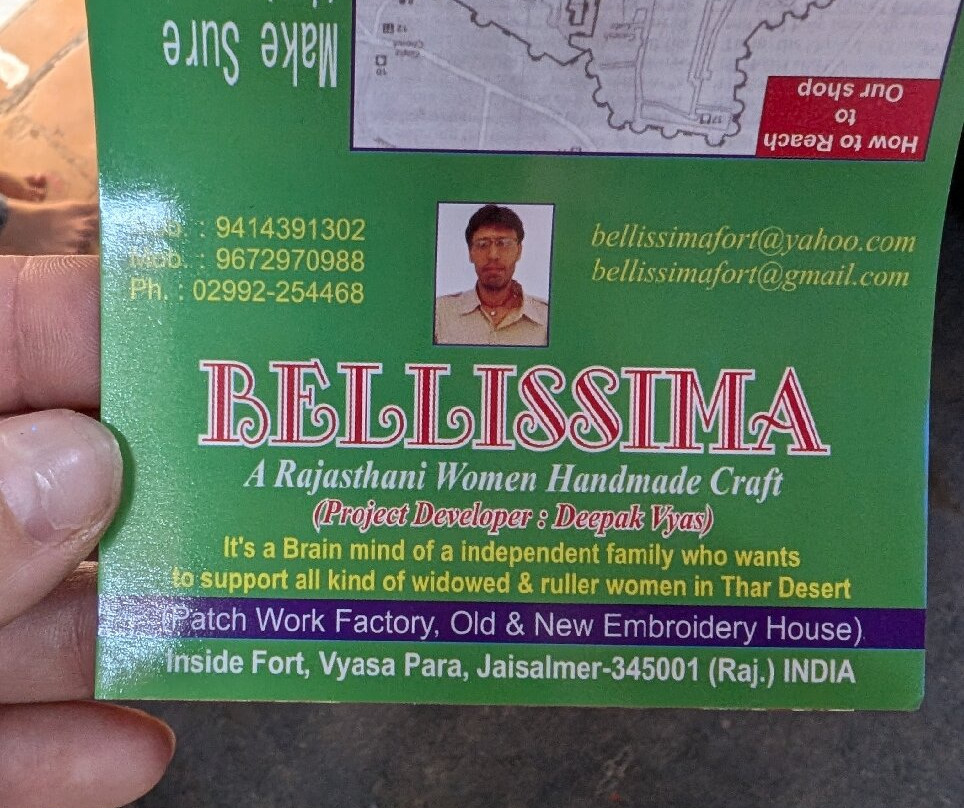 Make Sure
How to Reach
to
Our shop
Mob. : 9414391302
Mob. : 9672970988
Ph. : 02992-254468
bellissimafort@yahoo.com
bellissimafort@gmail.com
BELLISSIMA
A Rajasthani Women Handmade Craft
(Project Developer : Deepak Vyas)
It's a Brain mind of a independent family who wants
to support all kind of widowed & ruller women in Thar Desert
(Patch Work Factory, Old & New Embroidery House)
Inside Fort, Vyasa Para, Jaisalmer-345001 (Raj.) INDIA